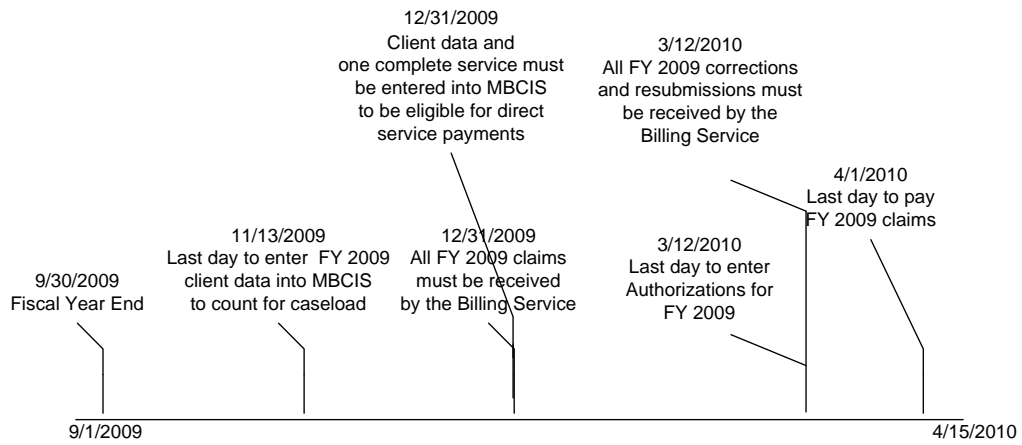 12/31/2009
Client data and
one complete service must
be entered into MBCIS
to be eligible for direct
service payments
3/12/2010
All FY 2009 corrections
and resubmissions must
be received by the
Billing Service
4/1/2010
Last day to pay
FY 2009 claims
11/13/2009
Last day to enter FY 2009
client data into MBCIS
to count for caseload
12/31/2009
All FY 2009 claims
must be received
by the Billing Service
3/12/2010
Last day to enter
Authorizations for
FY 2009
9/30/2009
Fiscal Year End
9/1/2009
4/15/2010